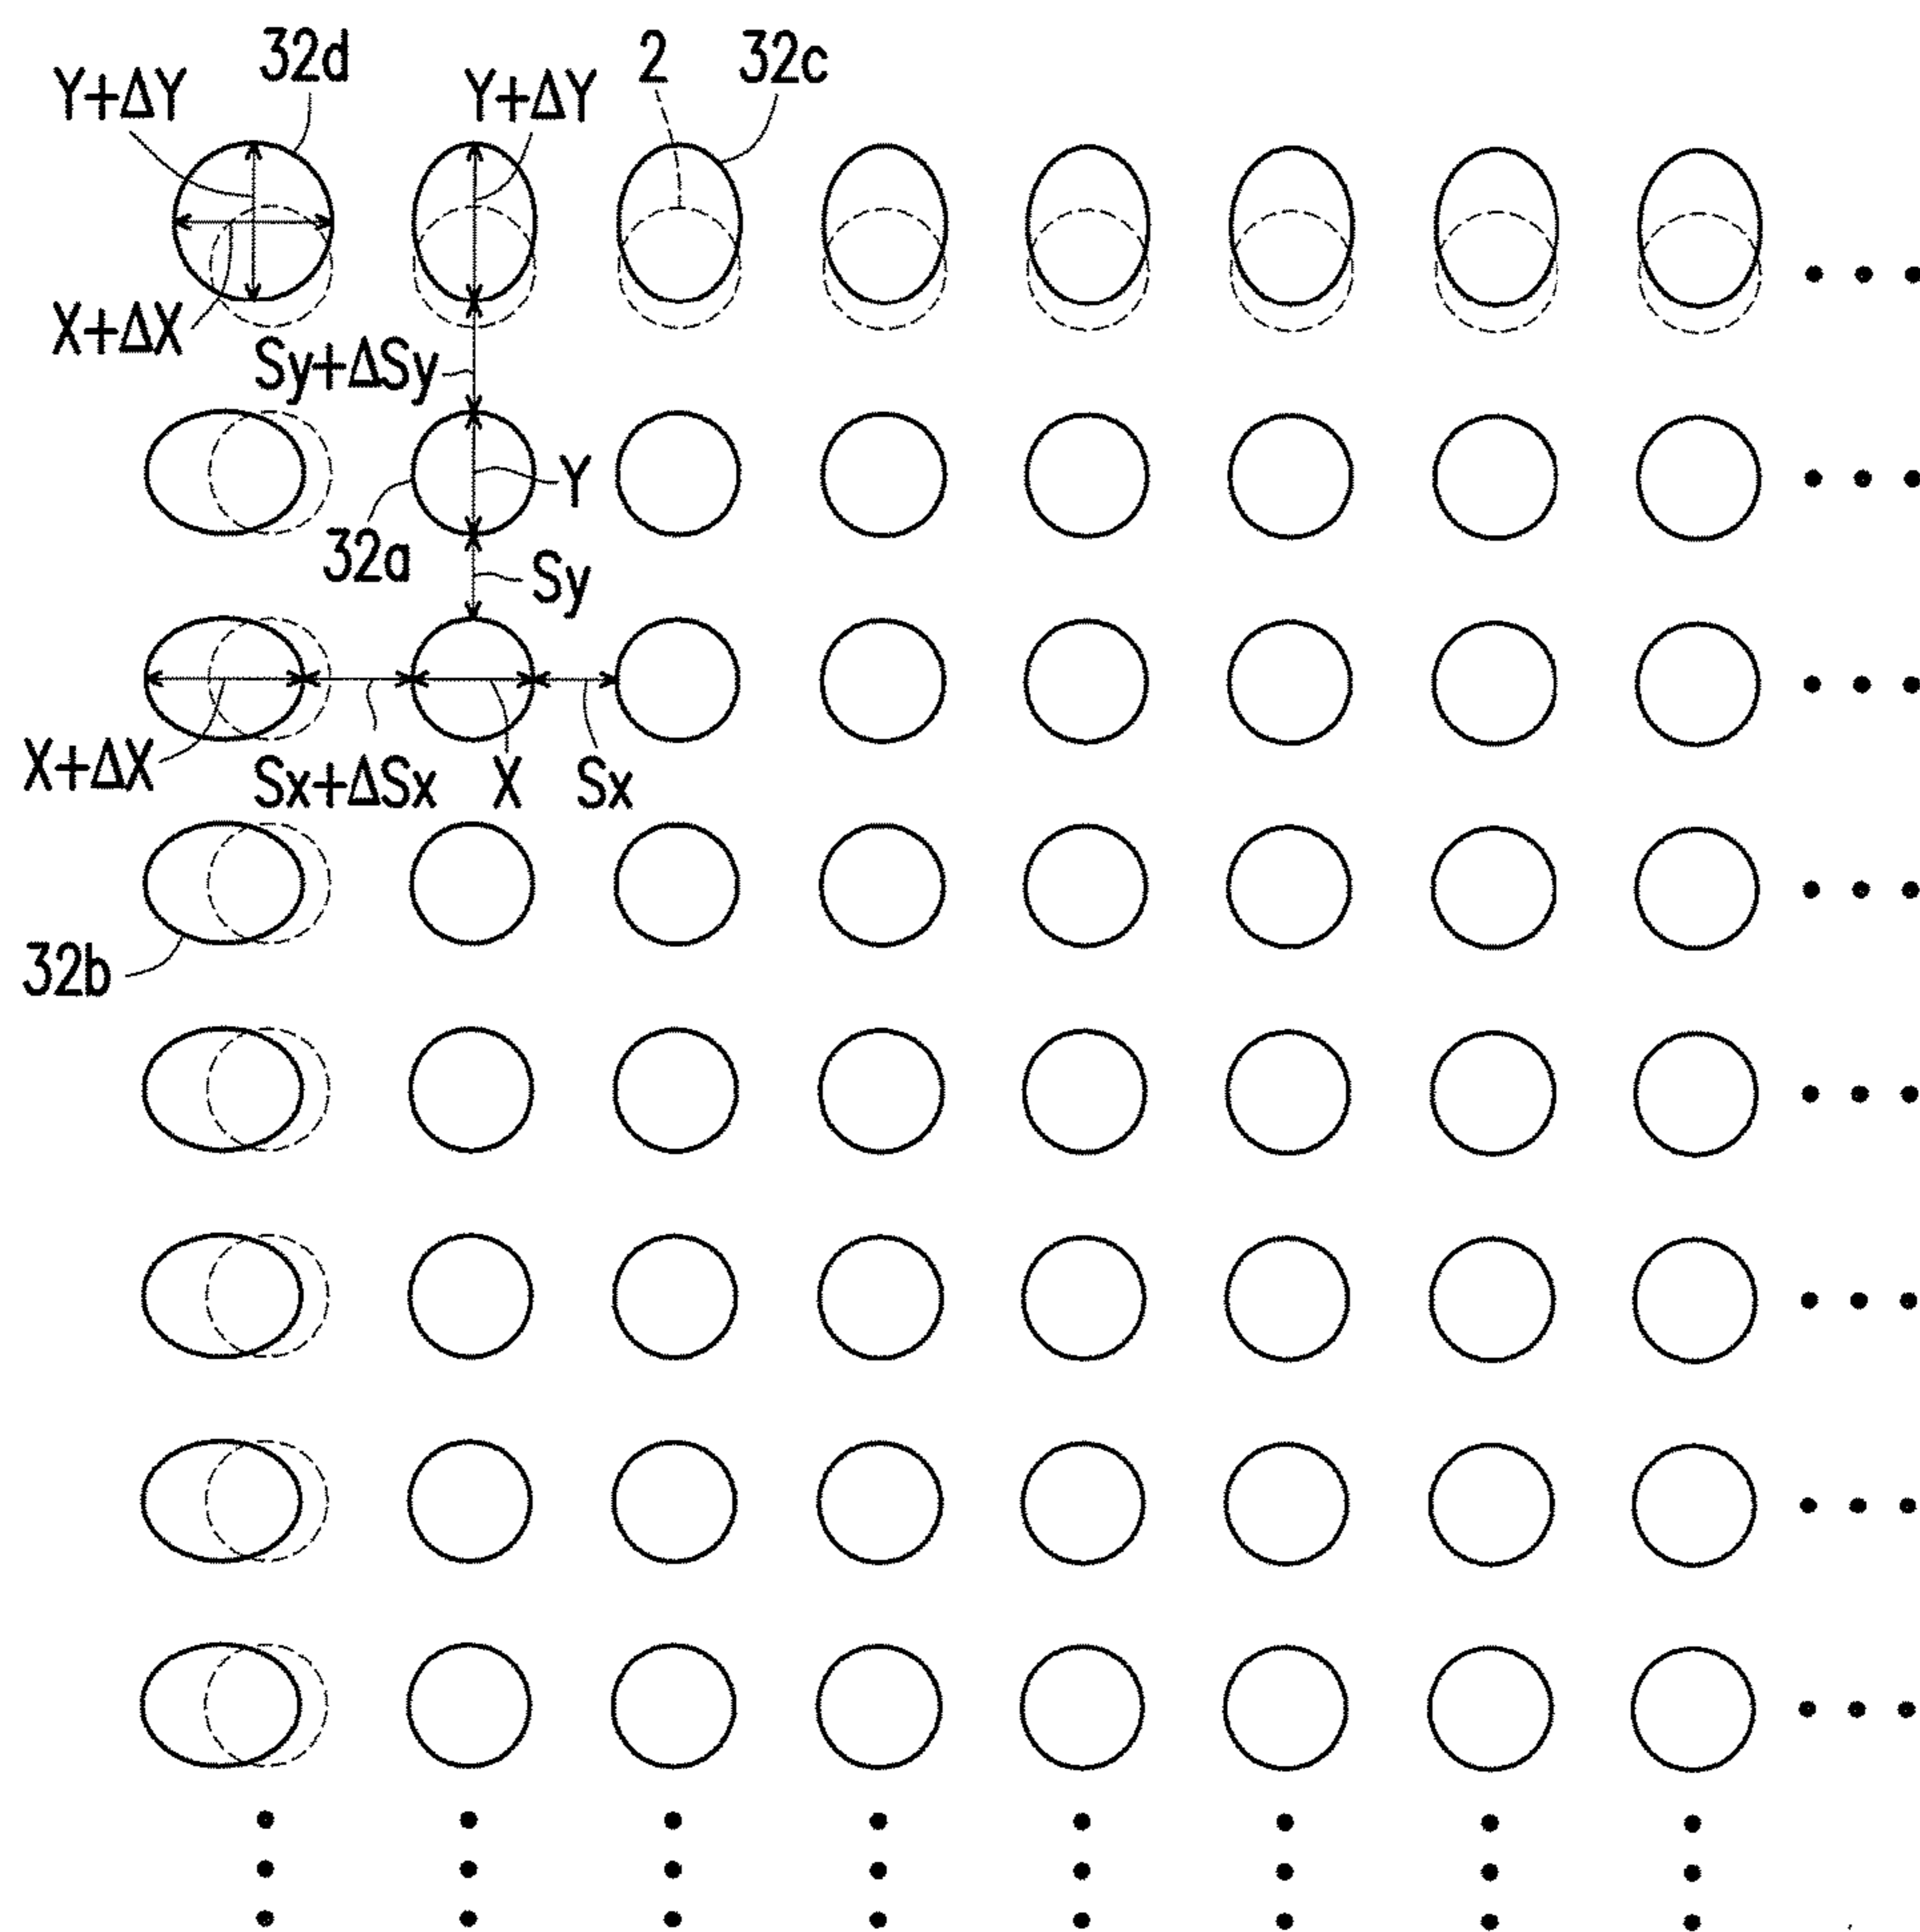 32d
2
32c
Y+ΔY
Y+ΔY
X+ΔX
Sy+ΔSy
Y
32a
Sy
X+ΔX
Sx+ΔSx
X
Sx
32b